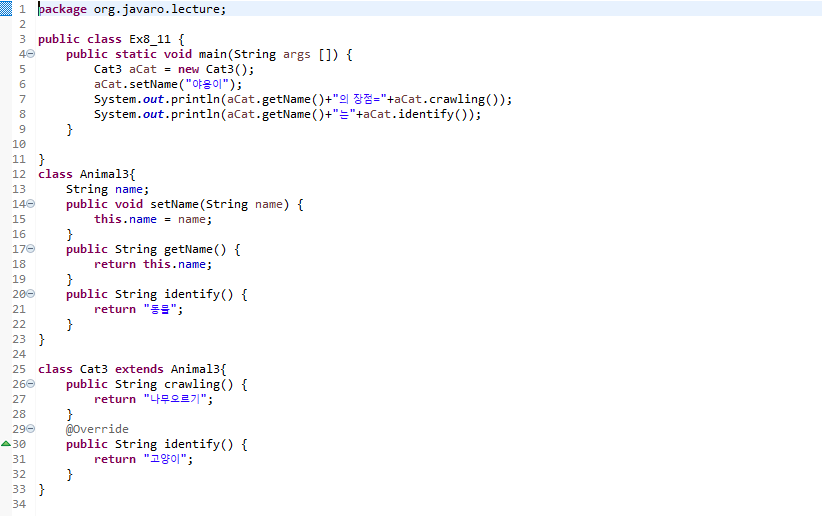 1 package org.javaro.lecture;
2
3 public class Ex8_11 {
4 public static void main(String args []) {
5 Cat3 aCat = new Cat3();
6 aCat.setName("야옹이");
7 System.out.println(aCat.getName()+"의 장점="+aCat.crawling());
8 System.out.println(aCat.getName()+"는"+aCat.identify());
9 }
10
11 }
12 class Animal3{
13 String name;
14 public void setName(String name) {
15 this.name = name;
16 }
17 public String getName() {
18 return this.name;
19 }
20 public String identify() {
21 return "동물";
22 }
23 }
24
25 class Cat3 extends Animal3{
26 public String crawling() {
27 return "나무오르기";
28 }
29 @Override
30 public String identify() {
31 return "고양이";
32 }
33 }
34